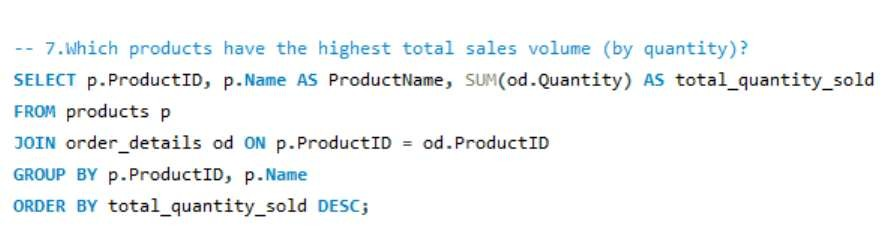 -- 7.Which products have the highest total sales volume (by quantity)?
SELECT p.ProductID, p.Name AS ProductName, SUM(od.Quantity) AS total_quantity_sold
FROM products p
JOIN order_details od ON p.ProductID = od.ProductID
GROUP BY p.ProductID, p.Name
ORDER BY total_quantity_sold DESC;